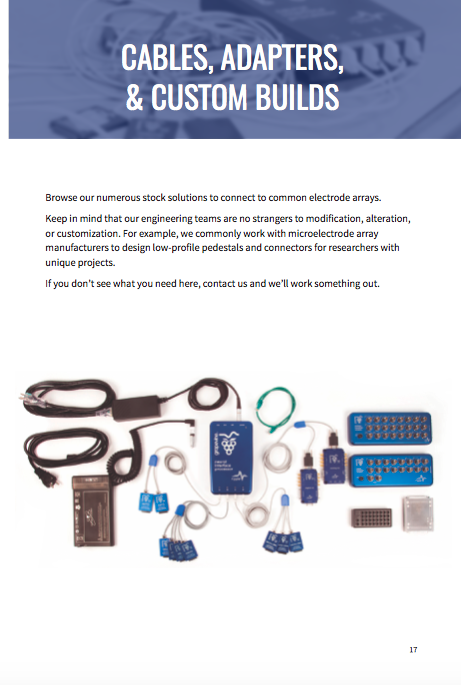 CABLES, ADAPTERS,
& CUSTOM BUILDS
Browse our numerous stock solutions to connect to common electrode arrays.
Keep in mind that our engineering teams are no strangers to modification, alteration,
or customization. For example, we commonly work with microelectrode array
manufacturers to design low-profile pedestals and connectors for researchers with
unique projects.
If you don't see what you need here, contact us and we'll work something out.
grapevine
17